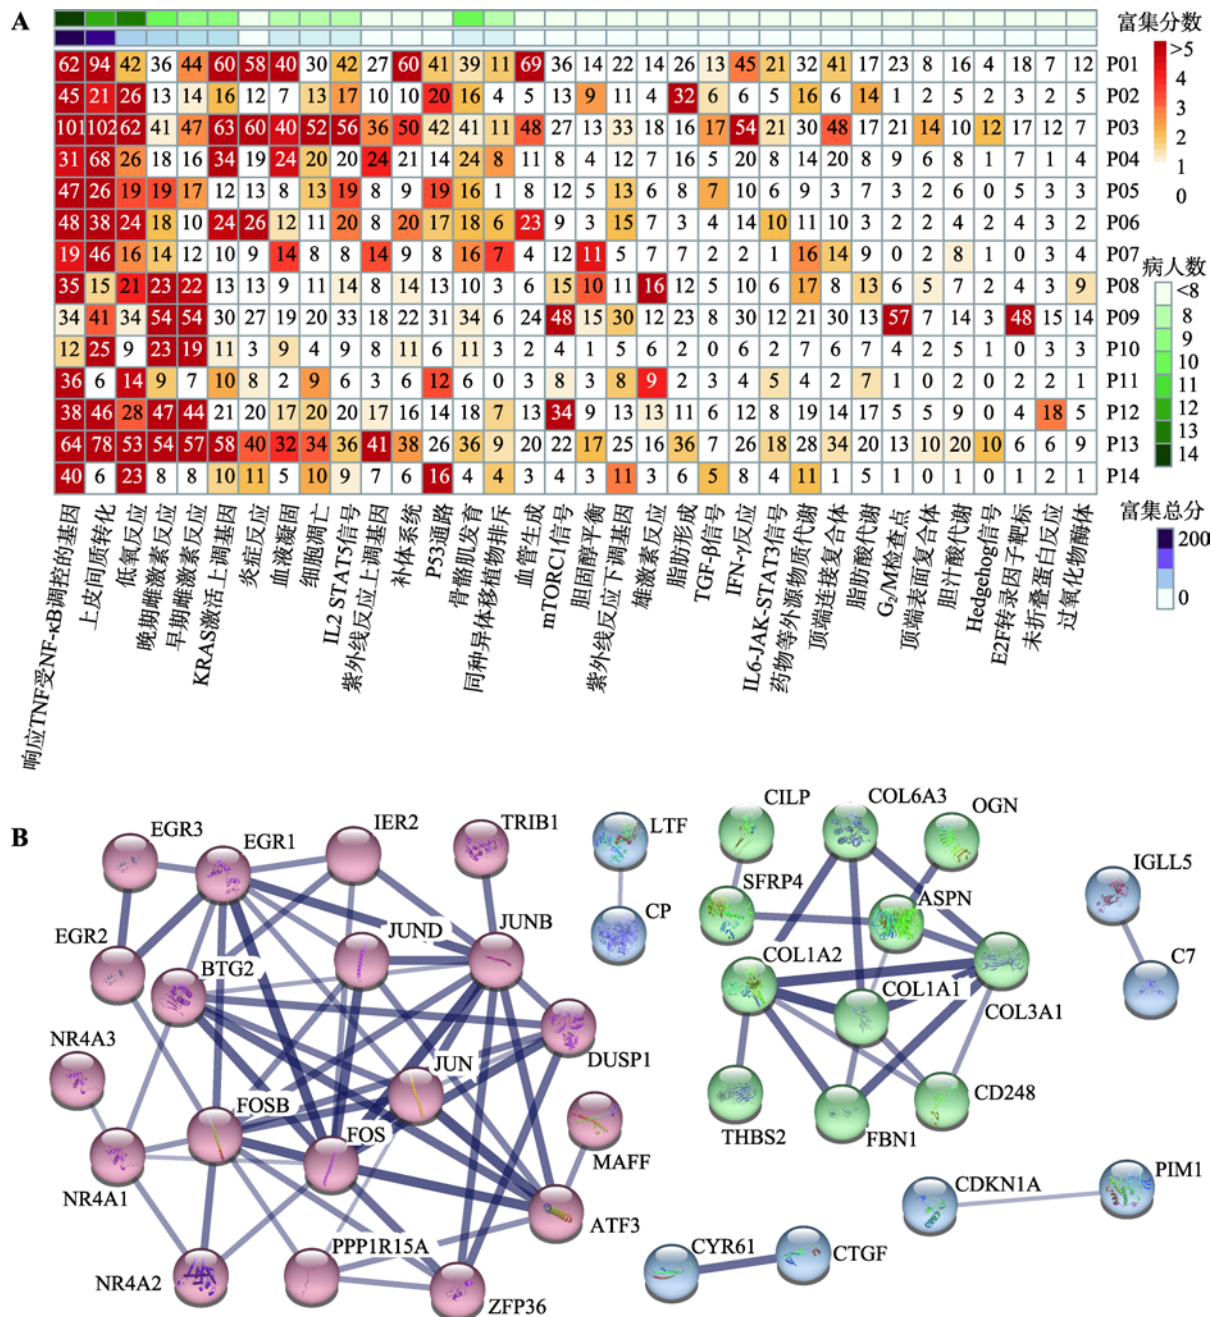 A
富集分数
62 94 42 36 44 60 58 40 30 42 27 60 41 39 11 69 36 14 22 14 26 13 45 21 32 41 17 23 8 16 4 18 7 12 P01
45 21 26 13 14 16 12 7 13 17 10 10 20 16 4 5 13 9 11 4 32 6 6 5 16 6 14 1 2 5 2 3 2 5 P02
101 102 62 41 47 63 60 40 52 56 36 50 42 41 11 48 27 13 33 18 16 17 54 21 30 48 17 21 14 10 12 17 12 7 P03
31 68 26 18 16 34 19 24 20 20 24 21 14 24 8 11 8 4 12 7 16 5 20 8 14 20 8 9 6 8 1 7 1 4 P04
47 26 19 19 17 12 13 8 13 19 8 9 19 16 1 8 12 5 13 6 8 7 10 6 9 3 7 3 2 6 0 5 3 3 P05
48 38 24 18 10 24 26 12 11 20 8 20 17 18 6 23 9 3 15 7 3 4 14 10 11 10 3 2 2 4 2 4 3 2 P06
19 46 16 14 12 10 9 14 8 8 14 9 8 16 7 4 12 11 5 7 7 2 2 1 16 14 9 0 2 8 1 3 1 2 P07
35 15 21 23 22 13 13 9 11 14 8 14 13 10 3 6 15 10 11 16 12 5 10 6 17 8 13 3 5 7 2 4 3 9 P08
34 41 34 54 54 30 27 19 20 33 18 22 31 34 6 24 48 15 30 12 23 8 30 12 21 30 13 57 7 14 3 48 15 14 P09
12 25 9 23 19 11 3 9 4 9 8 11 6 11 3 2 4 1 5 6 2 0 6 2 7 6 7 4 2 5 1 0 3 3 P10
36 6 14 9 7 10 8 2 9 6 3 5 12 4 0 3 8 3 8 9 2 3 4 5 4 1 7 1 0 2 0 2 2 1 P11
38 46 28 47 44 21 20 17 20 20 17 16 14 18 7 13 34 9 13 13 11 6 12 8 19 14 17 5 5 9 0 4 18 5 P12
64 78 53 54 57 58 40 32 34 36 41 38 26 36 9 20 22 17 25 16 36 7 26 18 28 34 20 13 10 20 10 6 6 9 P13
40 6 23 8 8 10 11 5 10 9 7 6 16 4 4 1 4 3 11 3 6 5 4 2 11 1 5 1 0 1 0 1 2 1 P14
>5
4
3
2
1
0
病人数
<8
8
9
10
11
12
13
14
富集总分
200
0
响应TNF受NF-κB调控的基因
上皮间质转化
低氧反应
晚期雌激素反应
早期雌激素反应
KRAS激活上调基因
炎症反应
血液凝固
细胞凋亡
IL2 STAT5信号
紫外线反应上调基因
补体系统
P53通路
骨骼肌发育
同种异体移植物排斥
血管生成
mTORC1信号
胆固醇平衡
紫外线反应下调基因
雄激素反应
脂肪形成
TGF-β信号
IFN-γ反应
IL6-JAK-STAT3信号
药物等外源物质代谢
顶端连接复合体
脂肪酸代谢
G₂/M检查点
顶端表面复合体
胆汁酸代谢
Hedgehog信号
E2F转录因子靶标
未折叠蛋白反应
过氧化物酶体
B
EGR3
EGR1
IER2
TRIB1
LTF
CILP
COL6A3
OGN
IGLL5
SFRP4
ASPN
EGR2
BTG2
JUND
JUNB
CP
COL1A2
COL1A1
COL3A1
C7
NR4A3
FOSB
JUN
DUSP1
FOS
MAFF
THBS2
FBN1
CD248
NR4A1
ATF3
CDKN1A
PIM1
NR4A2
PPP1R15A
ZFP36
CYR61
CTGF